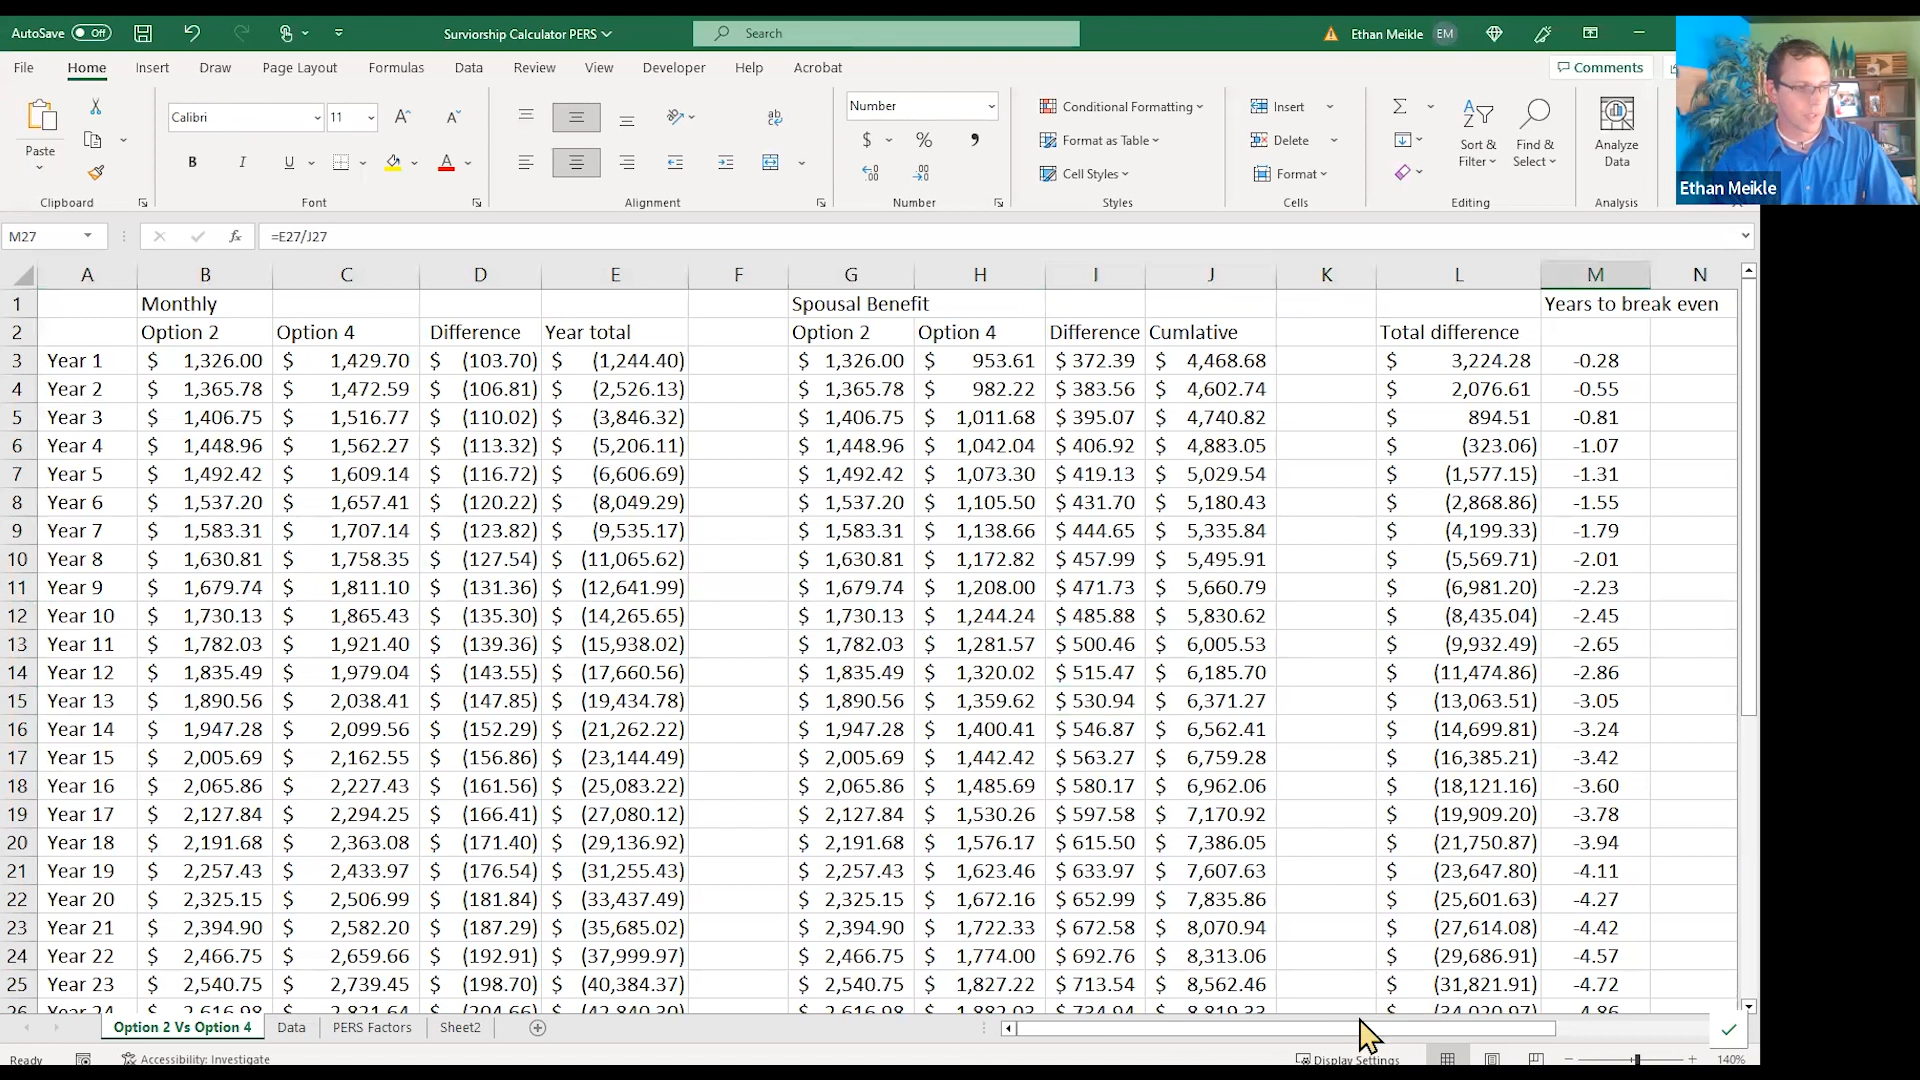 AutoSave Off Surviorship Calculator PERS Search Ethan Meikle EM
File Home Insert Draw Page Layout Formulas Data Review View Developer Help Acrobat Comments
Paste Calibri 11 B I U Number $ % Conditional Formatting Format as Table Cell Styles Insert Delete Format Sort & Filter Find & Select Analyze Data
Clipboard Font Alignment Number Styles Cells Editing Analysis
Ethan Meikle
M27 fx =E27/J27
A B C D E F G H I J K L M N
1 Monthly Spousal Benefit Years to break even
2 Option 2 Option 4 Difference Year total Option 2 Option 4 Difference Cumlative Total difference
3 Year 1 $ 1,326.00 $ 1,429.70 $ (103.70) $ (1,244.40) $ 1,326.00 $ 953.61 $ 372.39 $ 4,468.68 $ 3,224.28 -0.28
4 Year 2 $ 1,365.78 $ 1,472.59 $ (106.81) $ (2,526.13) $ 1,365.78 $ 982.22 $ 383.56 $ 4,602.74 $ 2,076.61 -0.55
5 Year 3 $ 1,406.75 $ 1,516.77 $ (110.02) $ (3,846.32) $ 1,406.75 $ 1,011.68 $ 395.07 $ 4,740.82 $ 894.51 -0.81
6 Year 4 $ 1,448.96 $ 1,562.27 $ (113.32) $ (5,206.11) $ 1,448.96 $ 1,042.04 $ 406.92 $ 4,883.05 $ (323.06) -1.07
7 Year 5 $ 1,492.42 $ 1,609.14 $ (116.72) $ (6,606.69) $ 1,492.42 $ 1,073.30 $ 419.13 $ 5,029.54 $ (1,577.15) -1.31
8 Year 6 $ 1,537.20 $ 1,657.41 $ (120.22) $ (8,049.29) $ 1,537.20 $ 1,105.50 $ 431.70 $ 5,180.43 $ (2,868.86) -1.55
9 Year 7 $ 1,583.31 $ 1,707.14 $ (123.82) $ (9,535.17) $ 1,583.31 $ 1,138.66 $ 444.65 $ 5,335.84 $ (4,199.33) -1.79
10 Year 8 $ 1,630.81 $ 1,758.35 $ (127.54) $ (11,065.62) $ 1,630.81 $ 1,172.82 $ 457.99 $ 5,495.91 $ (5,569.71) -2.01
11 Year 9 $ 1,679.74 $ 1,811.10 $ (131.36) $ (12,641.99) $ 1,679.74 $ 1,208.00 $ 471.73 $ 5,660.79 $ (6,981.20) -2.23
12 Year 10 $ 1,730.13 $ 1,865.43 $ (135.30) $ (14,265.65) $ 1,730.13 $ 1,244.24 $ 485.88 $ 5,830.62 $ (8,435.04) -2.45
13 Year 11 $ 1,782.03 $ 1,921.40 $ (139.36) $ (15,938.02) $ 1,782.03 $ 1,281.57 $ 500.46 $ 6,005.53 $ (9,932.49) -2.65
14 Year 12 $ 1,835.49 $ 1,979.04 $ (143.55) $ (17,660.56) $ 1,835.49 $ 1,320.02 $ 515.47 $ 6,185.70 $ (11,474.86) -2.86
15 Year 13 $ 1,890.56 $ 2,038.41 $ (147.85) $ (19,434.78) $ 1,890.56 $ 1,359.62 $ 530.94 $ 6,371.27 $ (13,063.51) -3.05
16 Year 14 $ 1,947.28 $ 2,099.56 $ (152.29) $ (21,262.22) $ 1,947.28 $ 1,400.41 $ 546.87 $ 6,562.41 $ (14,699.81) -3.24
17 Year 15 $ 2,005.69 $ 2,162.55 $ (156.86) $ (23,144.49) $ 2,005.69 $ 1,442.42 $ 563.27 $ 6,759.28 $ (16,385.21) -3.42
18 Year 16 $ 2,065.86 $ 2,227.43 $ (161.56) $ (25,083.22) $ 2,065.86 $ 1,485.69 $ 580.17 $ 6,962.06 $ (18,121.16) -3.60
19 Year 17 $ 2,127.84 $ 2,294.25 $ (166.41) $ (27,080.12) $ 2,127.84 $ 1,530.26 $ 597.58 $ 7,170.92 $ (19,909.20) -3.78
20 Year 18 $ 2,191.68 $ 2,363.08 $ (171.40) $ (29,136.92) $ 2,191.68 $ 1,576.17 $ 615.50 $ 7,386.05 $ (21,750.87) -3.94
21 Year 19 $ 2,257.43 $ 2,433.97 $ (176.54) $ (31,255.43) $ 2,257.43 $ 1,623.46 $ 633.97 $ 7,607.63 $ (23,647.80) -4.11
22 Year 20 $ 2,325.15 $ 2,506.99 $ (181.84) $ (33,437.49) $ 2,325.15 $ 1,672.16 $ 652.99 $ 7,835.86 $ (25,601.63) -4.27
23 Year 21 $ 2,394.90 $ 2,582.20 $ (187.29) $ (35,685.02) $ 2,394.90 $ 1,722.33 $ 672.58 $ 8,070.94 $ (27,614.08) -4.42
24 Year 22 $ 2,466.75 $ 2,659.66 $ (192.91) $ (37,999.97) $ 2,466.75 $ 1,774.00 $ 692.76 $ 8,313.06 $ (29,686.91) -4.57
25 Year 23 $ 2,540.75 $ 2,739.45 $ (198.70) $ (40,384.37) $ 2,540.75 $ 1,827.22 $ 713.54 $ 8,562.46 $ (31,821.91) -4.72
26 Year 24 $ 2,616.98 $ 2,821.64 $ (204.66) $ (42,840.30) $ 2,616.98 $ 1,882.03 $ 734.94 $ 8,819.33 $ (34,020.97) -4.86
Option 2 Vs Option 4 Data PERS Factors Sheet2
Ready Accessibility: Investigate Display Settings 140%